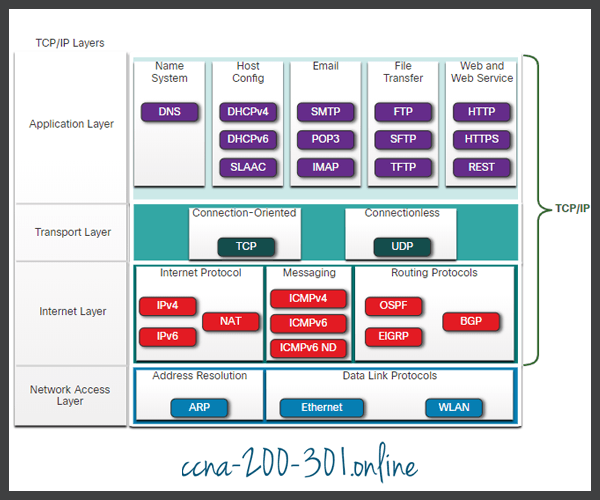 TCP/IP Layers
Application Layer
Name System
DNS
Host Config
DHCPv4
DHCPv6
SLAAC
Email
SMTP
POP3
IMAP
File Transfer
FTP
SFTP
TFTP
Web and Web Service
HTTP
HTTPS
REST
TCP/IP
Transport Layer
Connection-Oriented
TCP
Connectionless
UDP
Internet Layer
Internet Protocol
IPv4
IPv6
NAT
Messaging
ICMPv4
ICMPv6
ICMPv6 ND
Routing Protocols
OSPF
EIGRP
BGP
Network Access Layer
Address Resolution
ARP
Data Link Protocols
Ethernet
WLAN
ccna-200-301.online